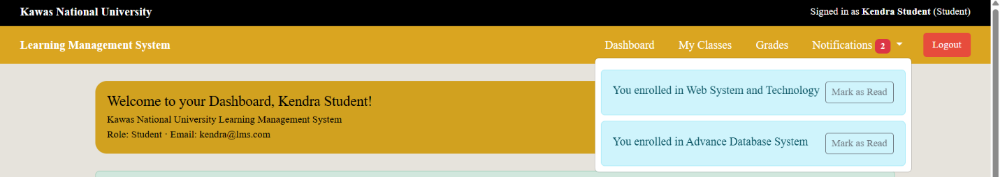 Kawas National University
Signed in as Kendra Student (Student)
Learning Management System
Dashboard
My Classes
Grades
Notifications 2
Logout
Welcome to your Dashboard, Kendra Student!
Kawas National University Learning Management System
Role: Student · Email: kendra@lms.com
You enrolled in Web System and Technology
Mark as Read
You enrolled in Advance Database System
Mark as Read